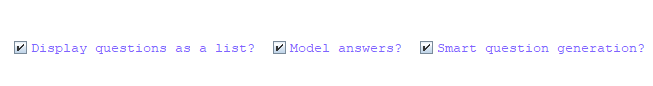 Display questions as a list? Model answers? Smart question generation?